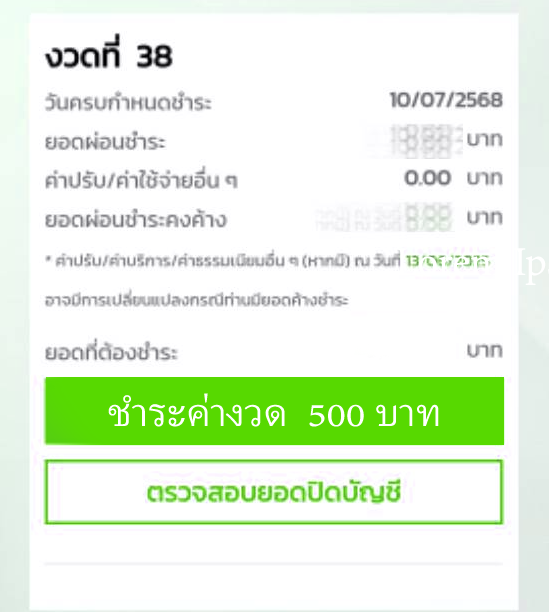 งวดที่ 38
วันครบกำหนดชำระ 10/07/2568
ยอดผ่อนชำระ บาท
ค่าปรับ/ค่าใช้จ่ายอื่น ๆ 0.00 บาท
ยอดผ่อนชำระคงค้าง บาท
* ค่าปรับ/ค่าบริการ/ค่าธรรมเนียมอื่น ๆ (หากมี) ณ วันที่
อาจมีการเปลี่ยนแปลงกรณีท่านมียอดค้างชำระ
ยอดที่ต้องชำระ บาท
ชำระค่างวด 500 บาท
ตรวจสอบยอดปิดบัญชี